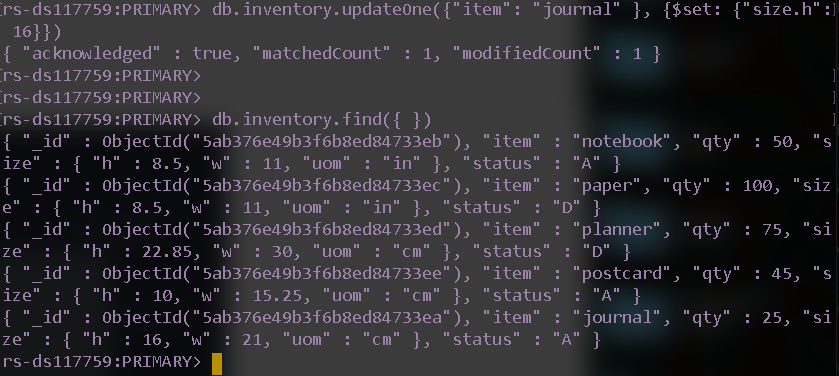 [rs-ds117759:PRIMARY> db.inventory.updateOne({"item": "journal" }, {$set: {"size.h":
 16}})
{ "acknowledged" : true, "matchedCount" : 1, "modifiedCount" : 1 }
[rs-ds117759:PRIMARY>
[rs-ds117759:PRIMARY>
[rs-ds117759:PRIMARY> db.inventory.find({ })
{ "_id" : ObjectId("5ab376e49b3f6b8ed84733eb"), "item" : "notebook", "qty" : 50, "s
ize" : { "h" : 8.5, "w" : 11, "uom" : "in" }, "status" : "A" }
{ "_id" : ObjectId("5ab376e49b3f6b8ed84733ec"), "item" : "paper", "qty" : 100, "siz
e" : { "h" : 8.5, "w" : 11, "uom" : "in" }, "status" : "D" }
{ "_id" : ObjectId("5ab376e49b3f6b8ed84733ed"), "item" : "planner", "qty" : 75, "si
ze" : { "h" : 22.85, "w" : 30, "uom" : "cm" }, "status" : "D" }
{ "_id" : ObjectId("5ab376e49b3f6b8ed84733ee"), "item" : "postcard", "qty" : 45, "s
ize" : { "h" : 10, "w" : 15.25, "uom" : "cm" }, "status" : "A" }
{ "_id" : ObjectId("5ab376e49b3f6b8ed84733ea"), "item" : "journal", "qty" : 25, "si
ze" : { "h" : 16, "w" : 21, "uom" : "cm" }, "status" : "A" }
rs-ds117759:PRIMARY>